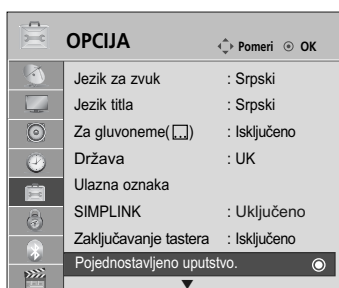 OPCIJA Pomeri OK
Jezik za zvuk : Srpski
Jezik titla : Srpski
Za gluvoneme( ) : Isključeno
Država : UK
Ulazna oznaka
SIMPLINK : Uključeno
Zaključavanje tastera : Isključeno
Pojednostavljeno uputstvo.